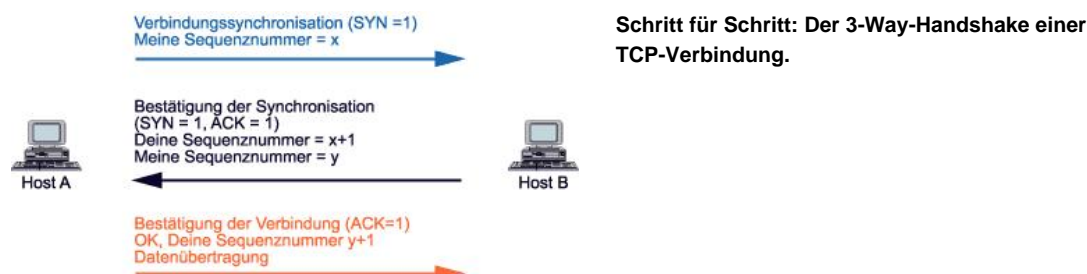 Verbindungssynchronisation (SYN =1)
Meine Sequenznummer = x
Schritt für Schritt: Der 3-Way-Handshake einer
TCP-Verbindung.
Bestätigung der Synchronisation
(SYN = 1, ACK = 1)
Deine Sequenznummer = x+1
Meine Sequenznummer = y
Host A
Host B
Bestätigung der Verbindung (ACK=1)
OK, Deine Sequenznummer y+1
Datenübertragung